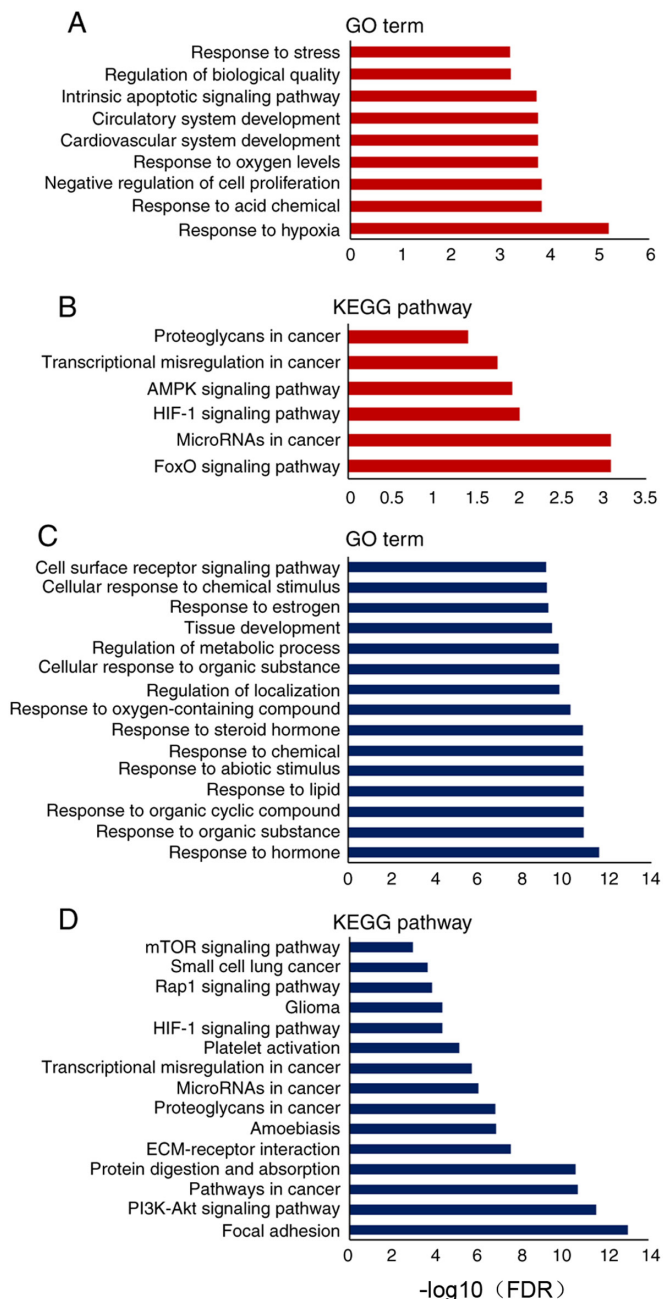 A
GO term
Response to stress
Regulation of biological quality
Intrinsic apoptotic signaling pathway
Circulatory system development
Cardiovascular system development
Response to oxygen levels
Negative regulation of cell proliferation
Response to acid chemical
Response to hypoxia
0 1 2 3 4 5 6
B
KEGG pathway
Proteoglycans in cancer
Transcriptional misregulation in cancer
AMPK signaling pathway
HIF-1 signaling pathway
MicroRNAs in cancer
FoxO signaling pathway
0 0.5 1 1.5 2 2.5 3 3.5
C
GO term
Cell surface receptor signaling pathway
Cellular response to chemical stimulus
Response to estrogen
Tissue development
Regulation of metabolic process
Cellular response to organic substance
Regulation of localization
Response to oxygen-containing compound
Response to steroid hormone
Response to chemical
Response to abiotic stimulus
Response to lipid
Response to organic cyclic compound
Response to organic substance
Response to hormone
0 2 4 6 8 10 12 14
D
KEGG pathway
mTOR signaling pathway
Small cell lung cancer
Rap1 signaling pathway
Glioma
HIF-1 signaling pathway
Platelet activation
Transcriptional misregulation in cancer
MicroRNAs in cancer
Proteoglycans in cancer
Amoebiasis
ECM-receptor interaction
Protein digestion and absorption
Pathways in cancer
PI3K-Akt signaling pathway
Focal adhesion
0 2 4 6 8 10 12 14
-log10（FDR）